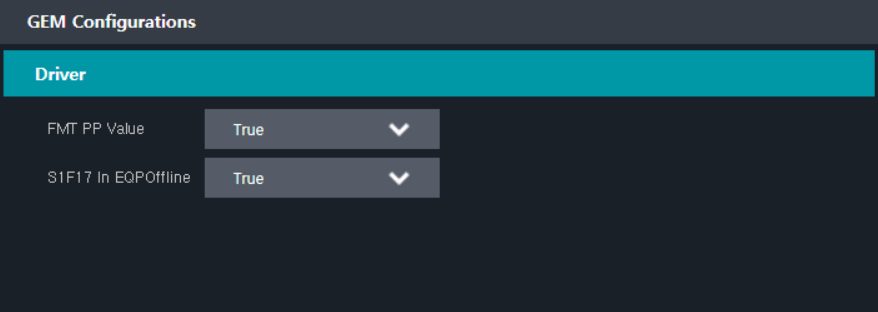 GEM Configurations
Driver
FMT PP Value True
S1F17 In EQPOffline True